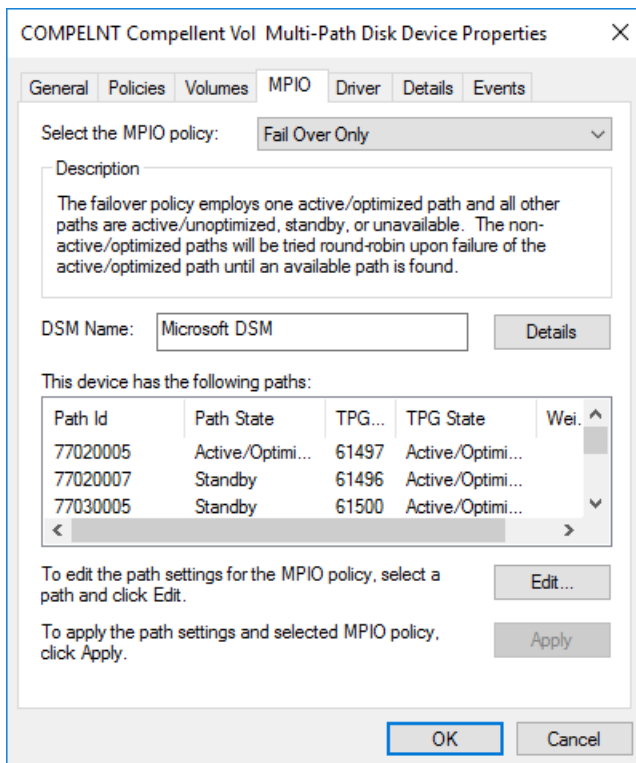 COMPELNT Compellent Vol  Multi-Path Disk Device Properties
General Policies Volumes MPIO Driver Details Events
Select the MPIO policy: Fail Over Only
Description
The failover policy employs one active/optimized path and all other
paths are active/unoptimized, standby, or unavailable.  The non-
active/optimized paths will be tried round-robin upon failure of the
active/optimized path until an available path is found.
DSM Name: Microsoft DSM Details
This device has the following paths:
Path Id Path State TPG... TPG State Wei.
77020005 Active/Optimi... 61497 Active/Optimi...
77020007 Standby 61496 Active/Optimi...
77030005 Standby 61500 Active/Optimi...
To edit the path settings for the MPIO policy, select a
path and click Edit.
Edit...
To apply the path settings and selected MPIO policy,
click Apply.
Apply
OK Cancel